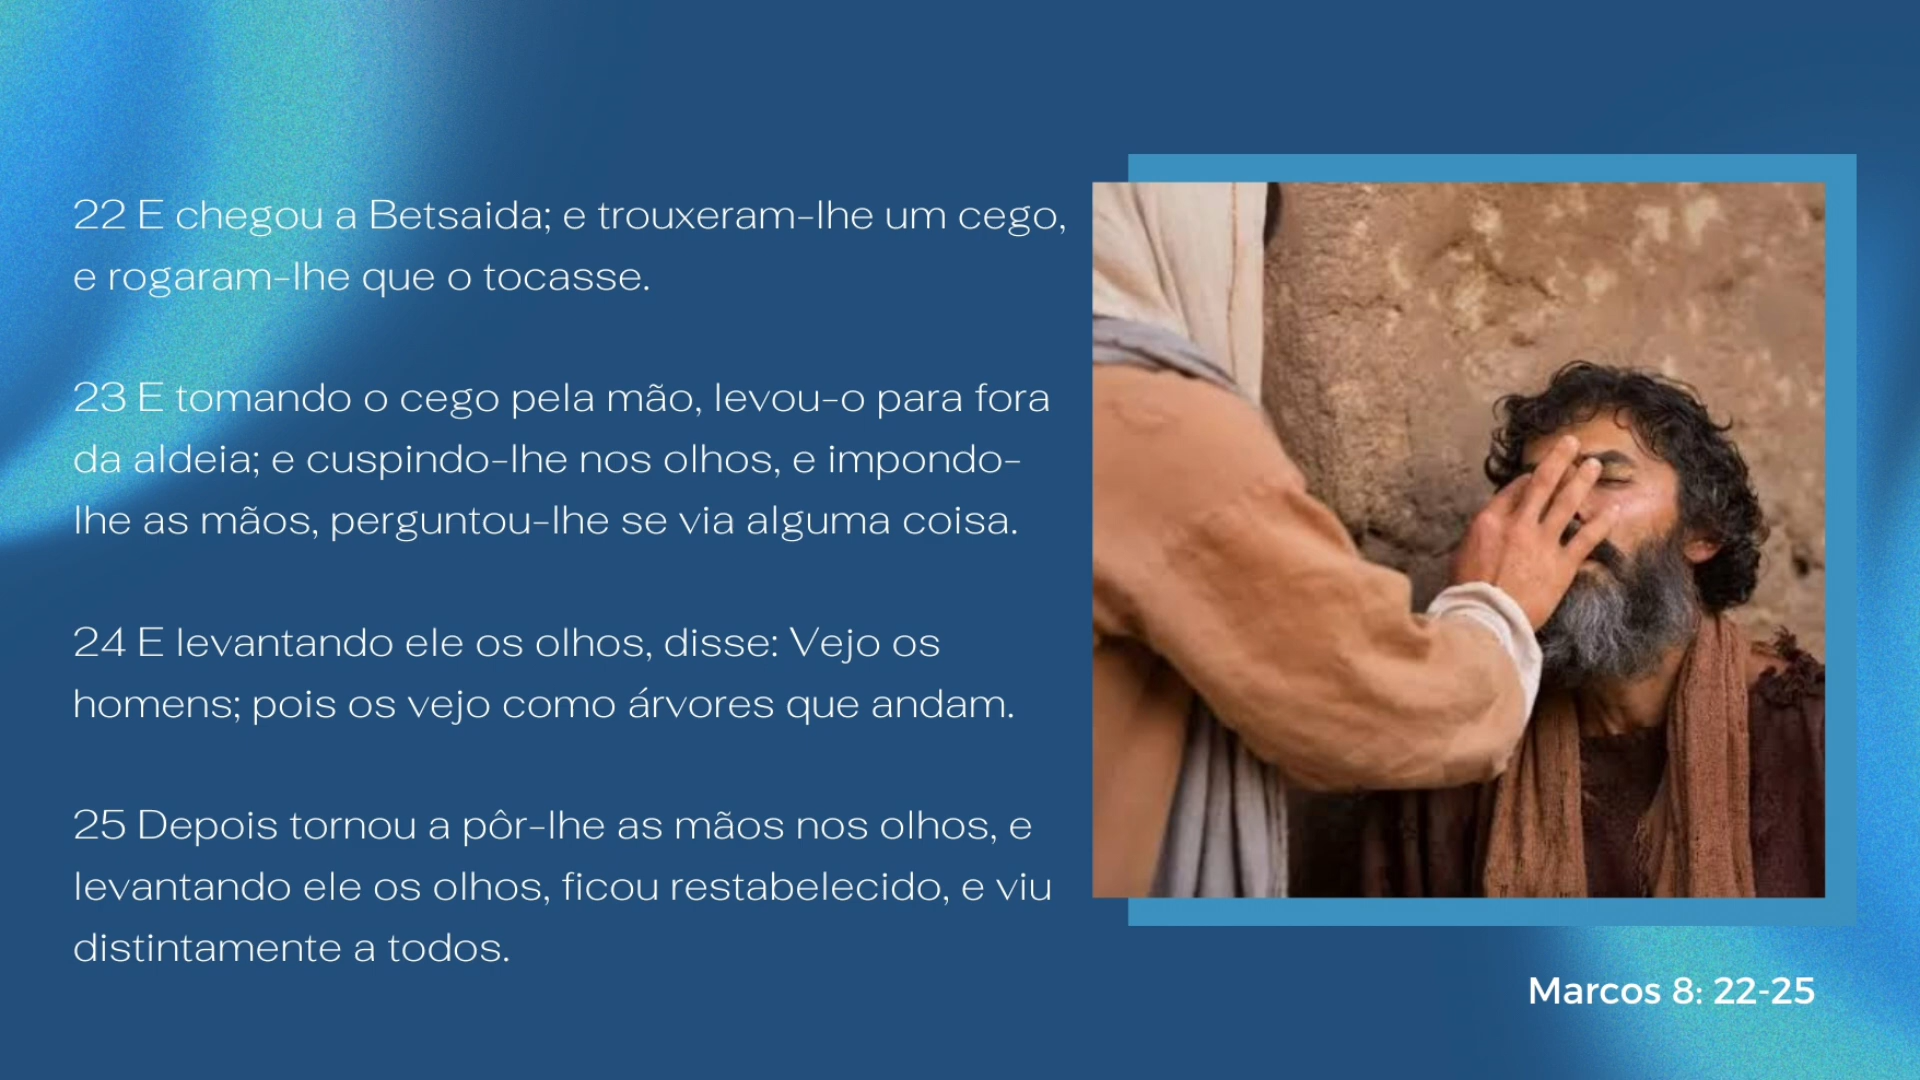 22 E chegou a Betsaida; e trouxeram-lhe um cego,
e rogaram-lhe que o tocasse.
23 E tomando o cego pela mão, levou-o para fora
da aldeia; e cuspindo-lhe nos olhos, e impondo-
lhe as mãos, perguntou-lhe se via alguma coisa.
24 E levantando ele os olhos, disse: Vejo os
homens; pois os vejo como árvores que andam.
25 Depois tornou a pôr-lhe as mãos nos olhos, e
levantando ele os olhos, ficou restabelecido, e viu
distintamente a todos.
Marcos 8: 22-25